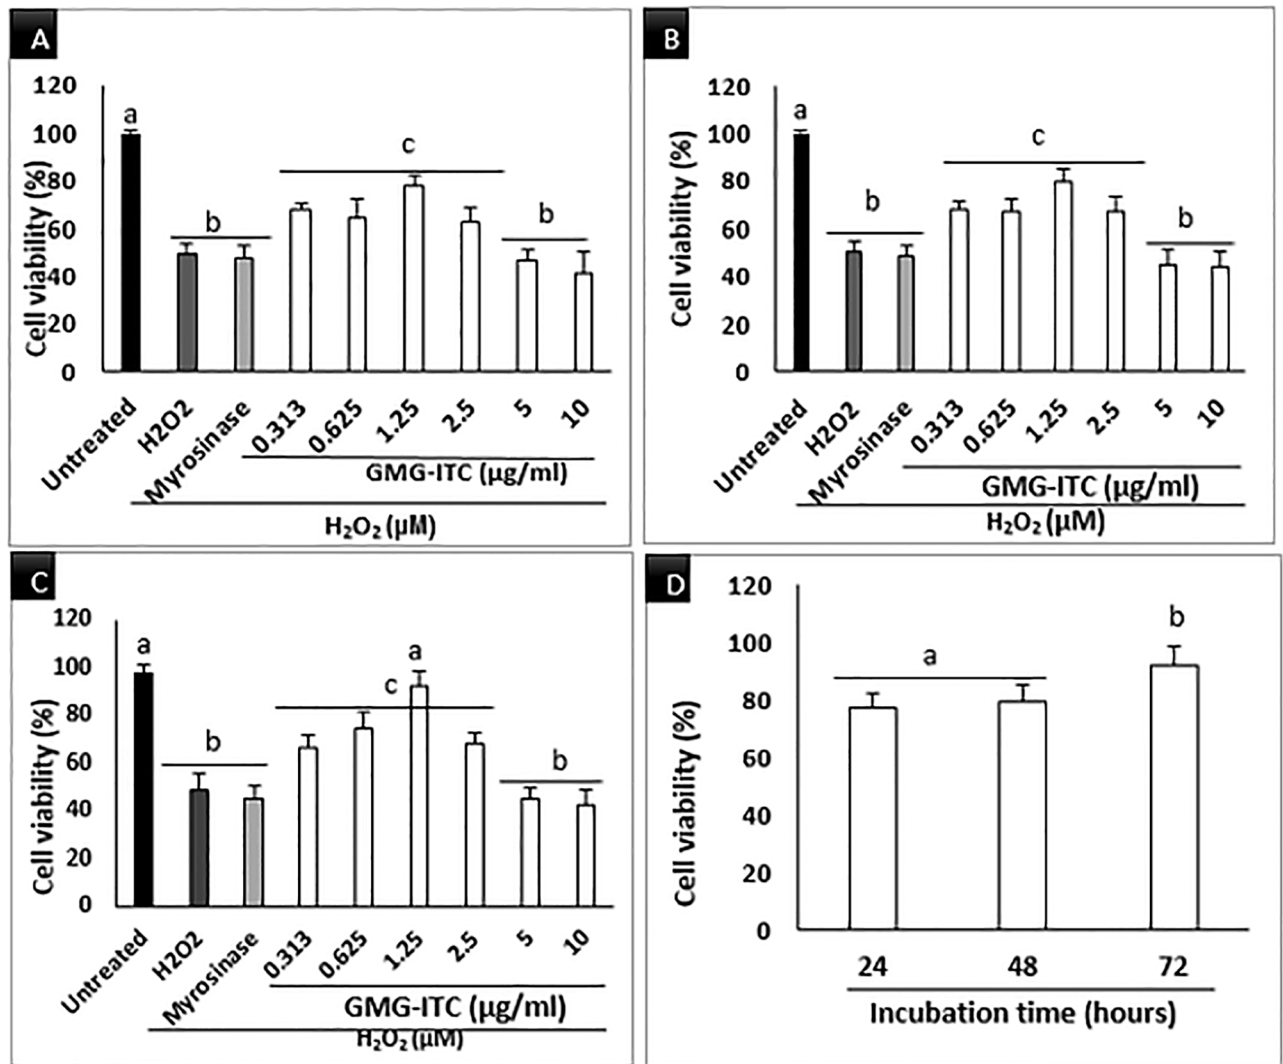 A
Cell viability (%)
120
100
80
60
40
20
0
a
b
c
b
Untreated
H2O2
Myrosinase
0.313
0.625
1.25
2.5
5
10
GMG-ITC (µg/ml)
H₂O₂ (µM)
B
Cell viability (%)
120
100
80
60
40
20
0
a
b
c
b
Untreated
H2O2
Myrosinase
0.313
0.625
1.25
2.5
5
10
GMG-ITC (µg/ml)
H₂O₂ (µM)
C
Cell viability (%)
120
100
80
60
40
20
0
a
b
c
a
b
Untreated
H2O2
Myrosinase
0.313
0.625
1.25
2.5
5
10
GMG-ITC (µg/ml)
H₂O₂ (µM)
D
Cell viability (%)
120
100
80
60
40
20
0
a
b
24
48
72
Incubation time (hours)